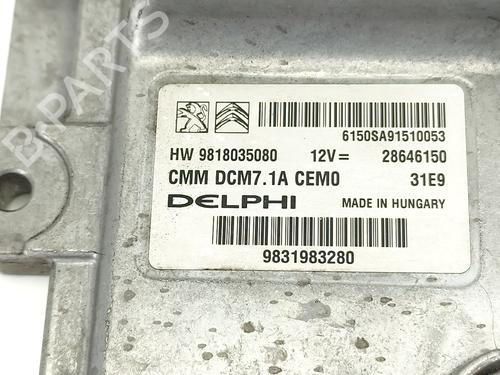 B-PARTS
6150SA91510053
HW 9818035080 12V= 28646150
CMM DCM7.1A CEM0 31E9
DELPHI MADE IN HUNGARY
9831983280